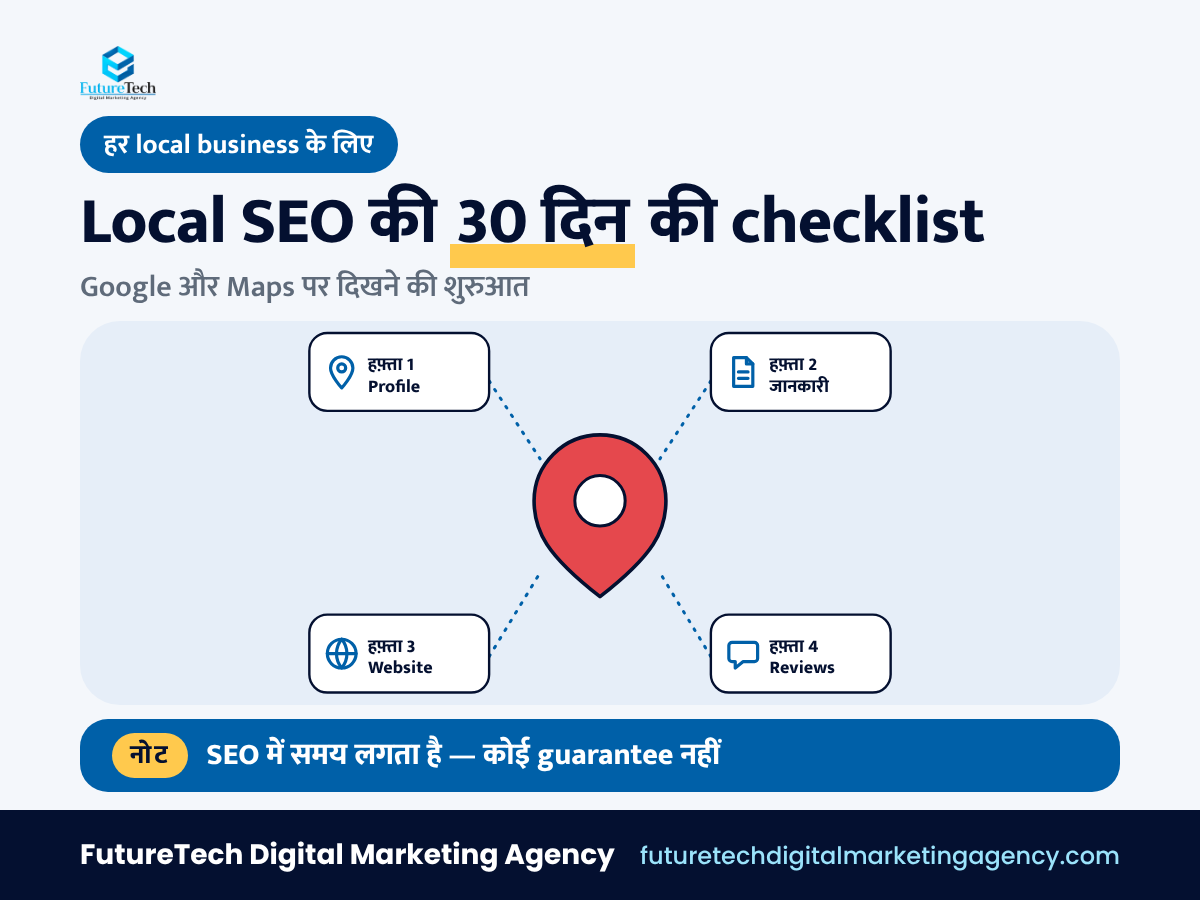 FutureTech
Digital Marketing Agency
हर local business के लिए
Local SEO की 30 दिन की checklist
Google और Maps पर दिखने की शुरुआत
हफ़्ता 1
Profile
हफ़्ता 2
जानकारी
हफ़्ता 3
Website
हफ़्ता 4
Reviews
नोट SEO में समय लगता है — कोई guarantee नहीं
FutureTech Digital Marketing Agency futuretechdigitalmarketingagency.com